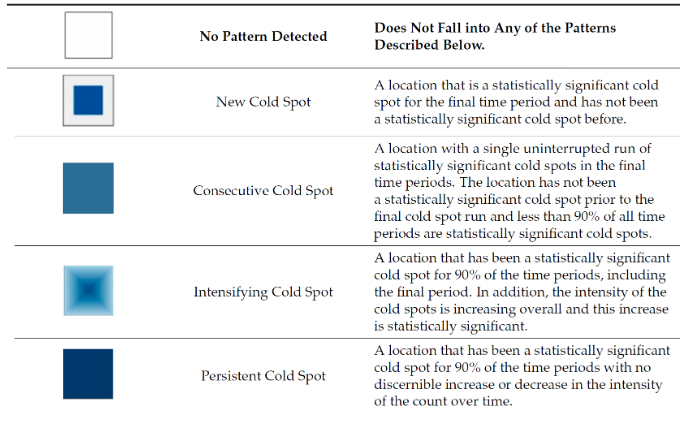 No Pattern Detected
Does Not Fall into Any of the Patterns
Described Below.
New Cold Spot
A location that is a statistically significant cold
spot for the final time period and has not been
a statistically significant cold spot before.
Consecutive Cold Spot
A location with a single uninterrupted run of
statistically significant cold spots in the final
time periods. The location has not been
a statistically significant cold spot prior to the
final cold spot run and less than 90% of all time
periods are statistically significant cold spots.
Intensifying Cold Spot
A location that has been a statistically significant
cold spot for 90% of the time periods, including
the final period. In addition, the intensity of the
cold spots is increasing overall and this increase
is statistically significant.
Persistent Cold Spot
A location that has been a statistically significant
cold spot for 90% of the time periods with no
discernible increase or decrease in the intensity
of the count over time.